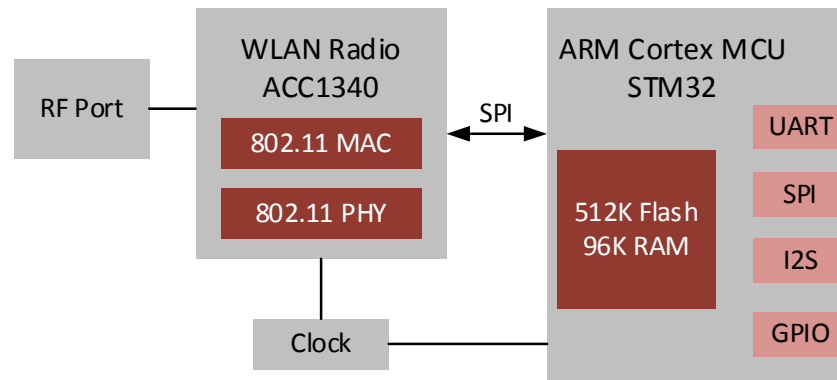 WLAN Radio
ACC1340
802.11 MAC
802.11 PHY
RF Port
SPI
ARM Cortex MCU
STM32
512K Flash
96K RAM
UART
SPI
I2S
GPIO
Clock